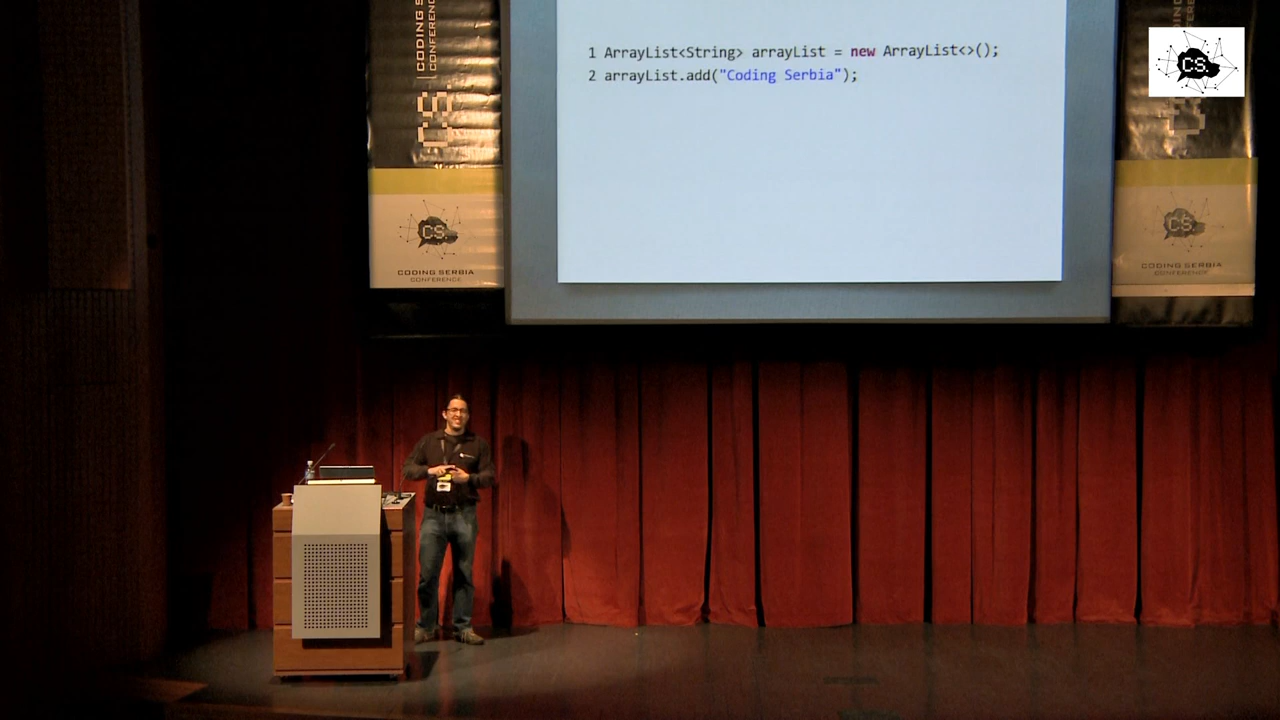 CODING S
CONFERENCE
CS
CS.
CODING SERBIA
CONFERENCE
1 ArrayList<String> arrayList = new ArrayList<>();
2 arrayList.add("Coding Serbia");
CS.
CS.
CODING SERBIA
CONFERENCE